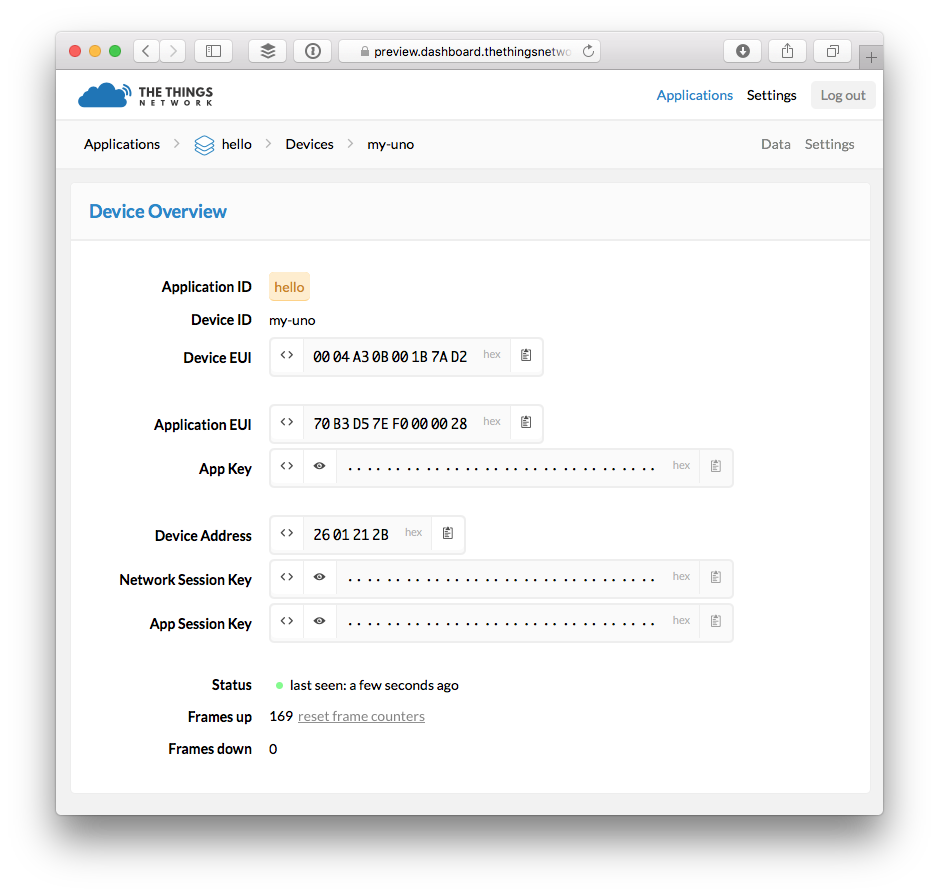 preview.dashboard.thethingsnetwo
THE THINGS
NETWORK
Applications Settings Log out
Applications > hello > Devices > my-uno Data Settings
Device Overview
Application ID hello
Device ID my-uno
Device EUI <> 00 04 A3 0B 00 1B 7A D2 hex
Application EUI <> 70 B3 D5 7E F0 00 00 28 hex
App Key <> ................................ hex
Device Address <> 26 01 21 2B hex
Network Session Key <> ................................ hex
App Session Key <> ................................ hex
Status last seen: a few seconds ago
Frames up 169 reset frame counters
Frames down 0